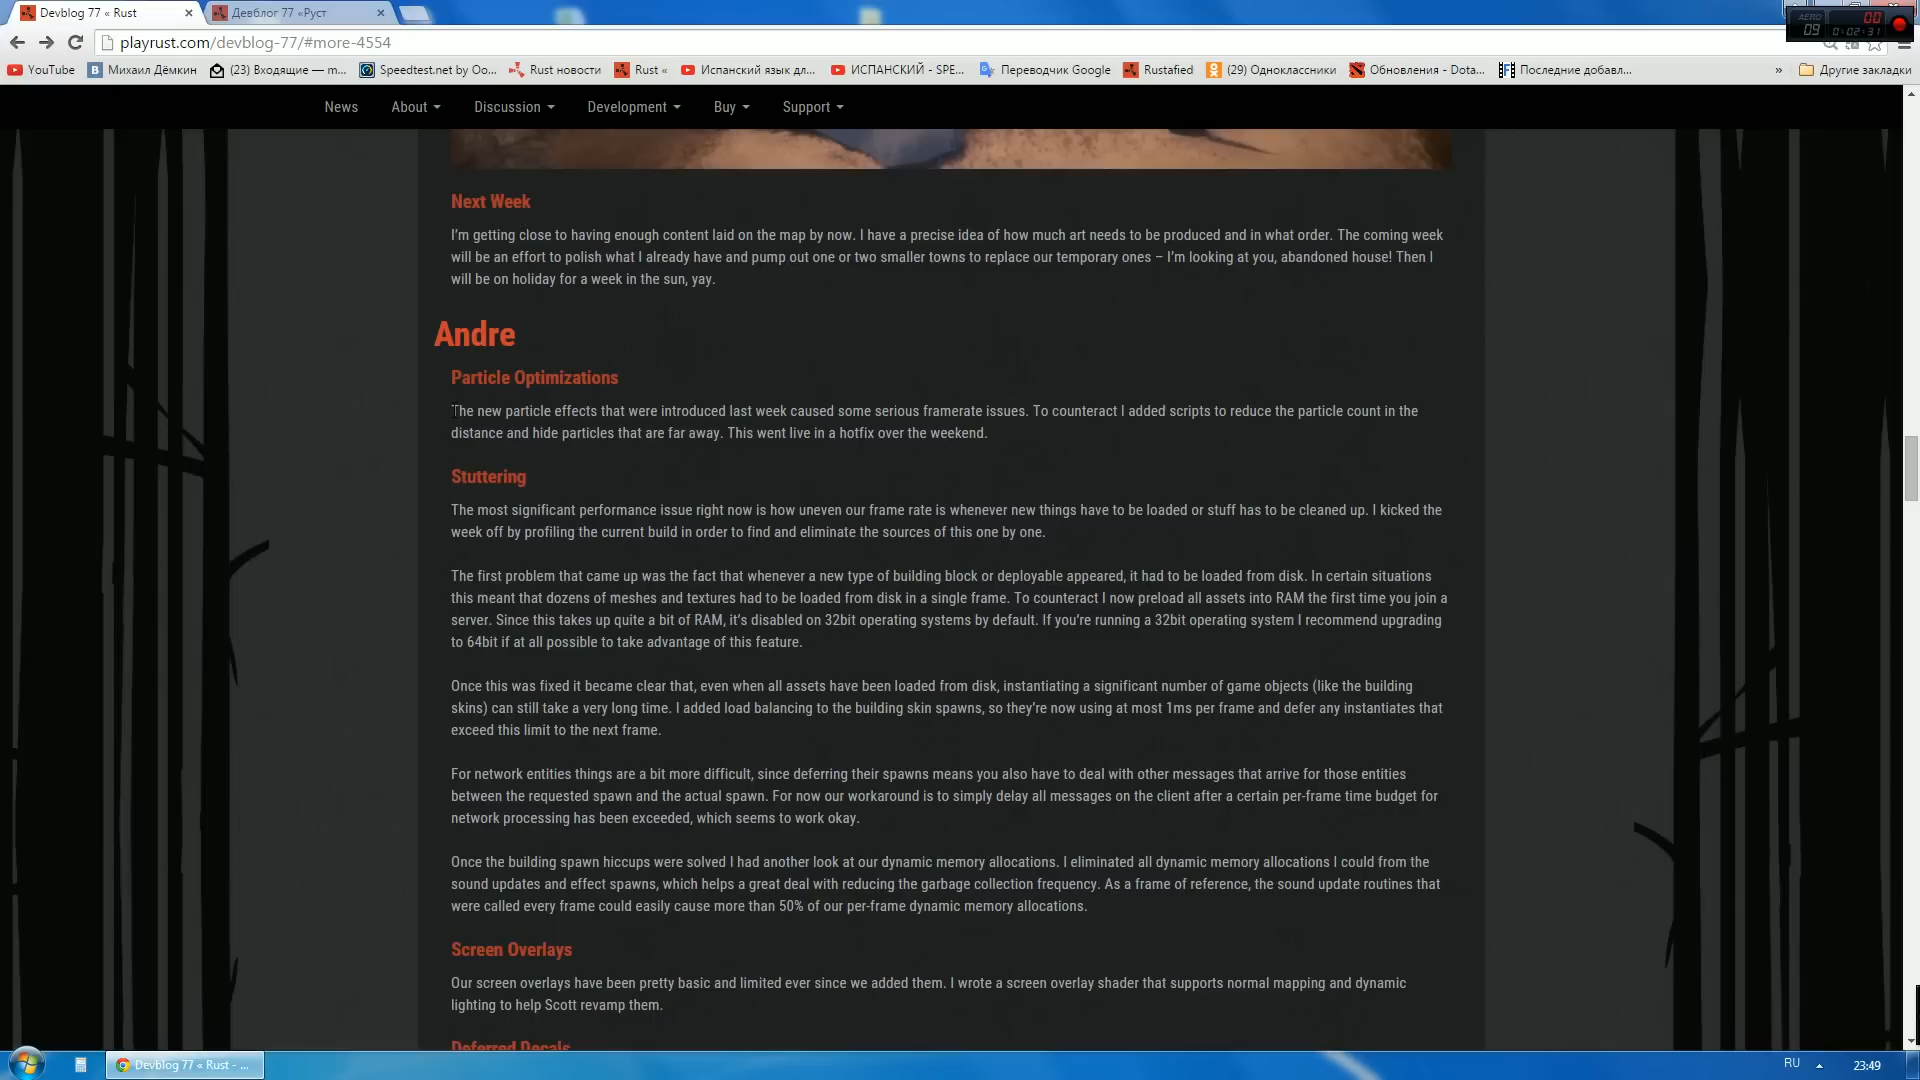 Devblog 77 « Rust
Девблог 77 «Руст
AERO
09
00
0:02:31
playrust.com/devblog-77/#more-4554
YouTube
Михаил Дёмкин
(23) Входящие — m...
Speedtest.net by Oo...
Rust новости
Rust «
Испанский язык дл...
ИСПАНСКИЙ - SPE...
Переводчик Google
Rustafied
(29) Одноклассники
Обновления - Dota...
Последние добавл...
»
Другие закладки
News
About
Discussion
Development
Buy
Support
Next Week
I'm getting close to having enough content laid on the map by now. I have a precise idea of how much art needs to be produced and in what order. The coming week
will be an effort to polish what I already have and pump out one or two smaller towns to replace our temporary ones – I'm looking at you, abandoned house! Then I
will be on holiday for a week in the sun, yay.
Andre
Particle Optimizations
The new particle effects that were introduced last week caused some serious framerate issues. To counteract I added scripts to reduce the particle count in the
distance and hide particles that are far away. This went live in a hotfix over the weekend.
Stuttering
The most significant performance issue right now is how uneven our frame rate is whenever new things have to be loaded or stuff has to be cleaned up. I kicked the
week off by profiling the current build in order to find and eliminate the sources of this one by one.
The first problem that came up was the fact that whenever a new type of building block or deployable appeared, it had to be loaded from disk. In certain situations
this meant that dozens of meshes and textures had to be loaded from disk in a single frame. To counteract I now preload all assets into RAM the first time you join a
server. Since this takes up quite a bit of RAM, it's disabled on 32bit operating systems by default. If you're running a 32bit operating system I recommend upgrading
to 64bit if at all possible to take advantage of this feature.
Once this was fixed it became clear that, even when all assets have been loaded from disk, instantiating a significant number of game objects (like the building
skins) can still take a very long time. I added load balancing to the building skin spawns, so they're now using at most 1ms per frame and defer any instantiates that
exceed this limit to the next frame.
For network entities things are a bit more difficult, since deferring their spawns means you also have to deal with other messages that arrive for those entities
between the requested spawn and the actual spawn. For now our workaround is to simply delay all messages on the client after a certain per-frame time budget for
network processing has been exceeded, which seems to work okay.
Once the building spawn hiccups were solved I had another look at our dynamic memory allocations. I eliminated all dynamic memory allocations I could from the
sound updates and effect spawns, which helps a great deal with reducing the garbage collection frequency. As a frame of reference, the sound update routines that
were called every frame could easily cause more than 50% of our per-frame dynamic memory allocations.
Screen Overlays
Our screen overlays have been pretty basic and limited ever since we added them. I wrote a screen overlay shader that supports normal mapping and dynamic
lighting to help Scott revamp them.
Deferred Decals
Devblog 77 « Rust - ...
RU
23:49